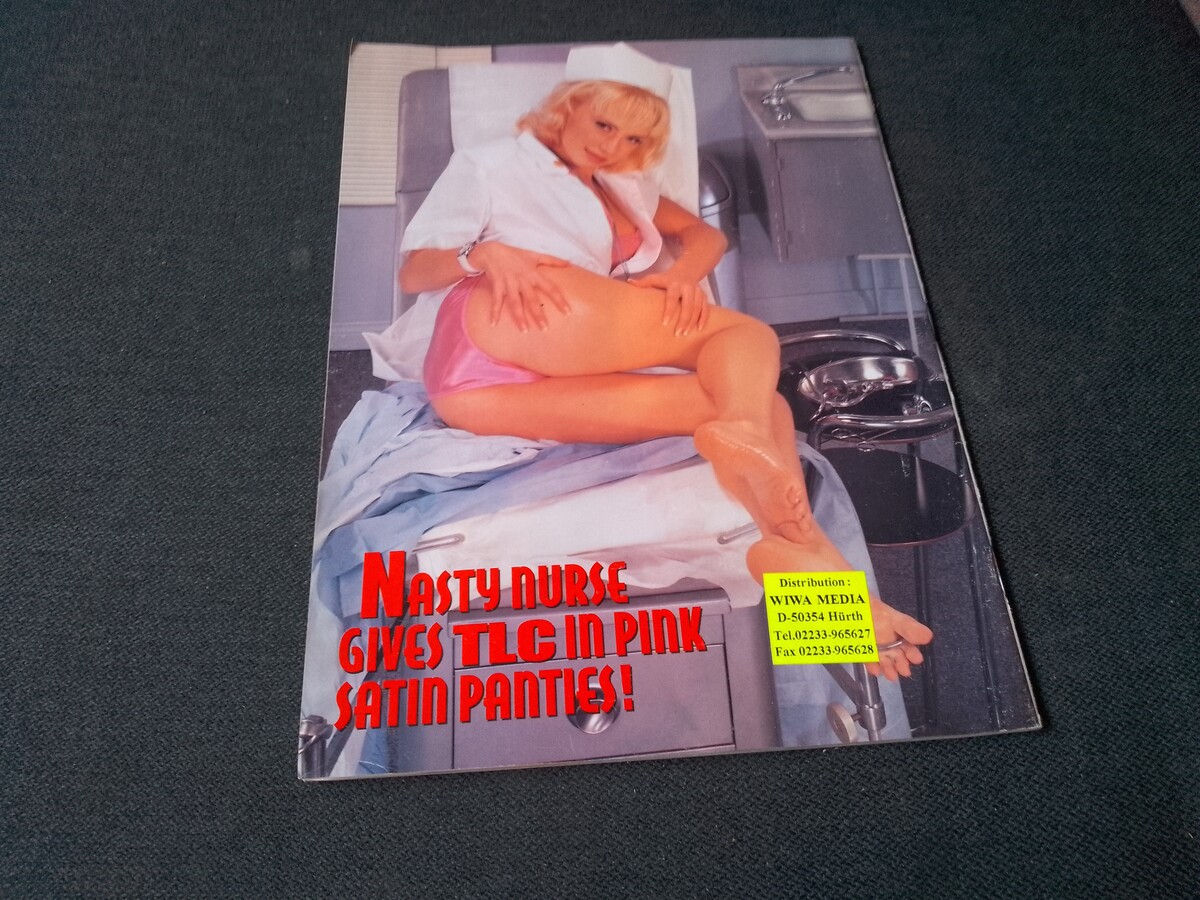 NASTY NURSE
GIVES TLC IN PINK
SATIN PANTIES!
Distribution :
WIWA MEDIA
D-50354 Hürth
Tel.02233-965627
Fax 02233-965628